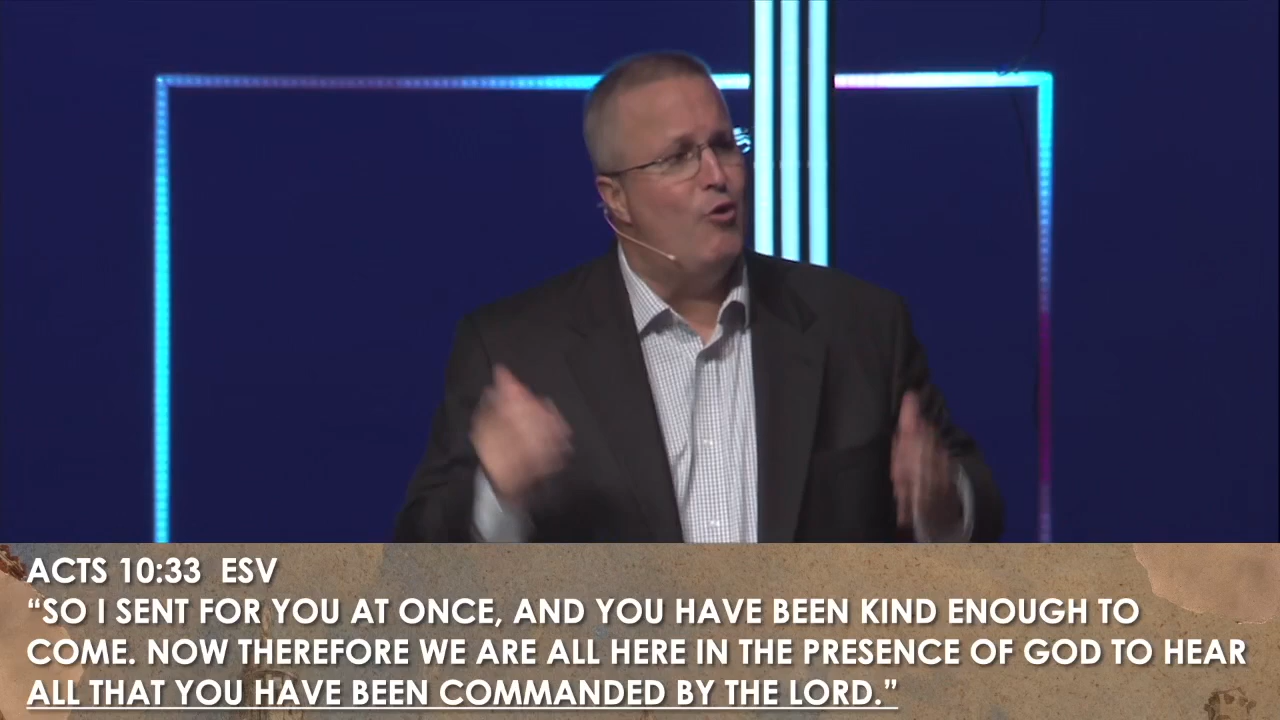 ACTS 10:33  ESV
“SO I SENT FOR YOU AT ONCE, AND YOU HAVE BEEN KIND ENOUGH TO
COME. NOW THEREFORE WE ARE ALL HERE IN THE PRESENCE OF GOD TO HEAR
ALL THAT YOU HAVE BEEN COMMANDED BY THE LORD.”